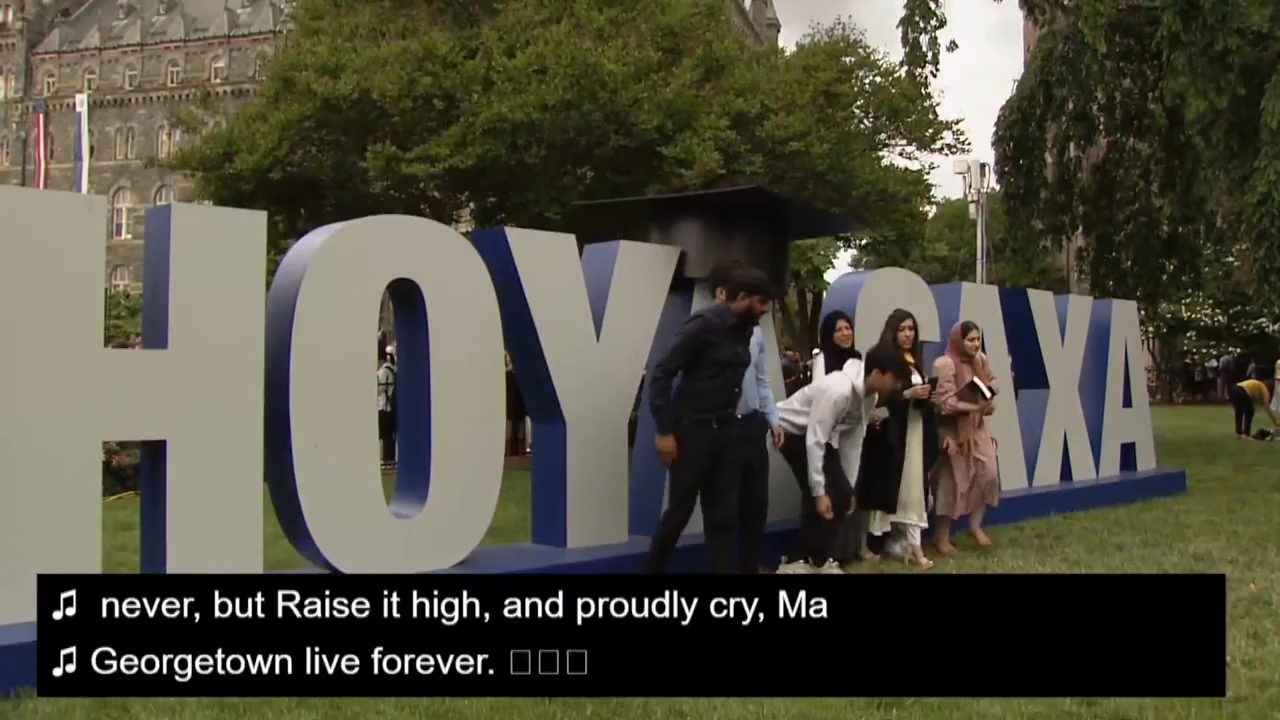 HOYA SAXA
♫ never, but Raise it high, and proudly cry, Ma
♫ Georgetown live forever. □□□